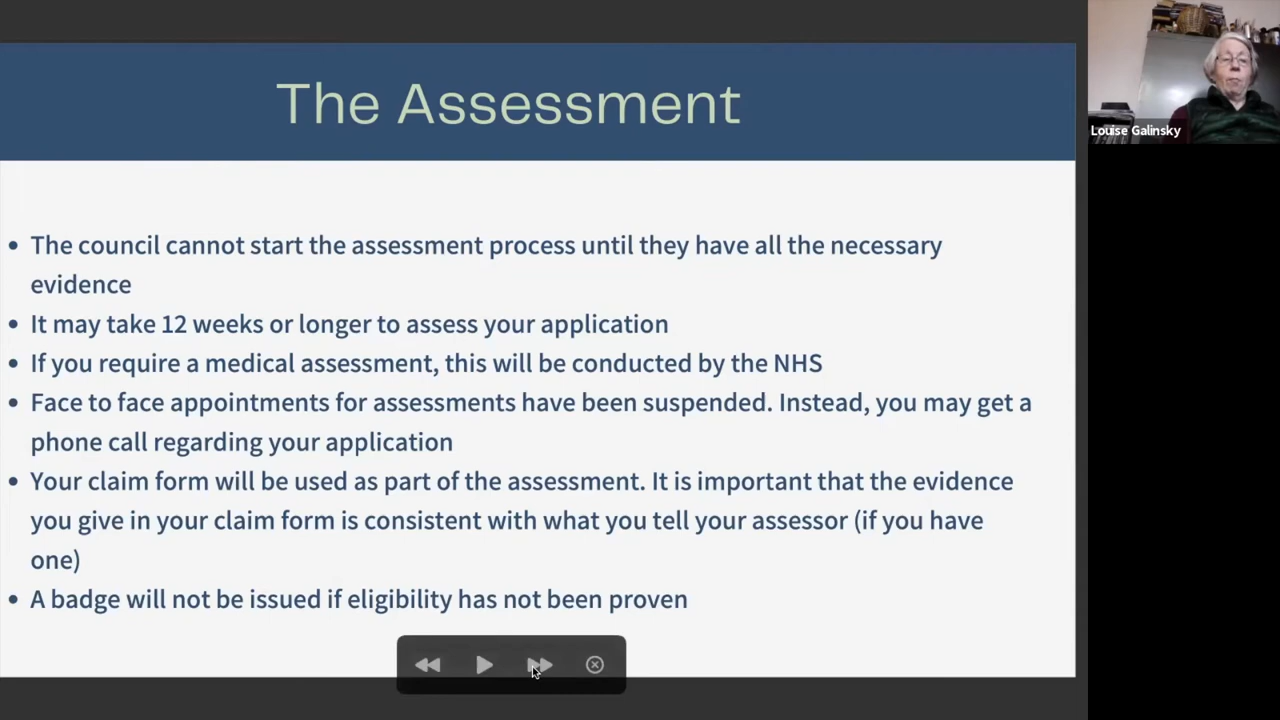 The Assessment
Louise Galinsky
• The council cannot start the assessment process until they have all the necessary
evidence
• It may take 12 weeks or longer to assess your application
• If you require a medical assessment, this will be conducted by the NHS
• Face to face appointments for assessments have been suspended. Instead, you may get a
phone call regarding your application
• Your claim form will be used as part of the assessment. It is important that the evidence
you give in your claim form is consistent with what you tell your assessor (if you have
one)
• A badge will not be issued if eligibility has not been proven